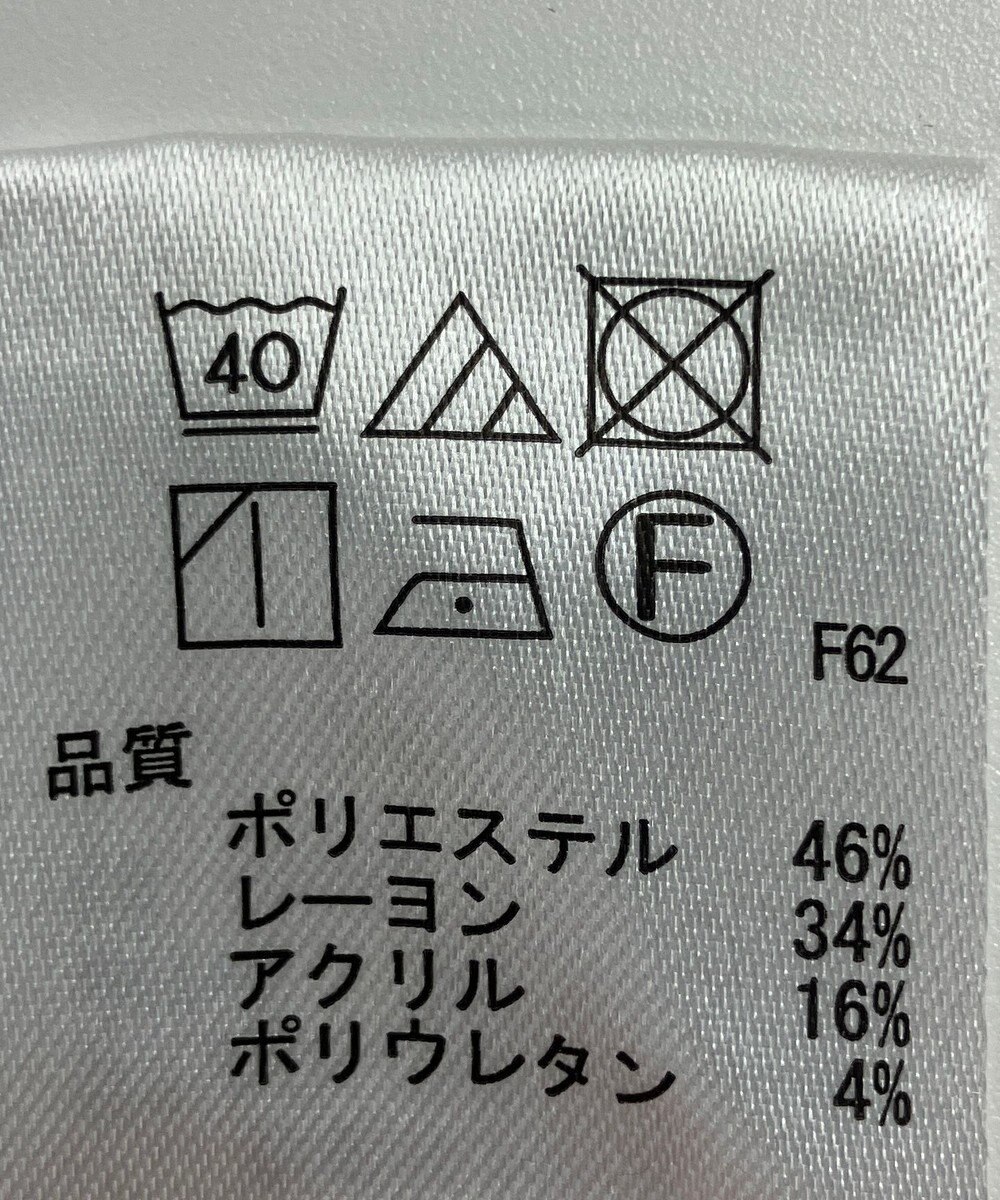 40
F
F62
品質
ポリエステル 46%
レーヨン 34%
アクリル 16%
ポリウレタン 4%